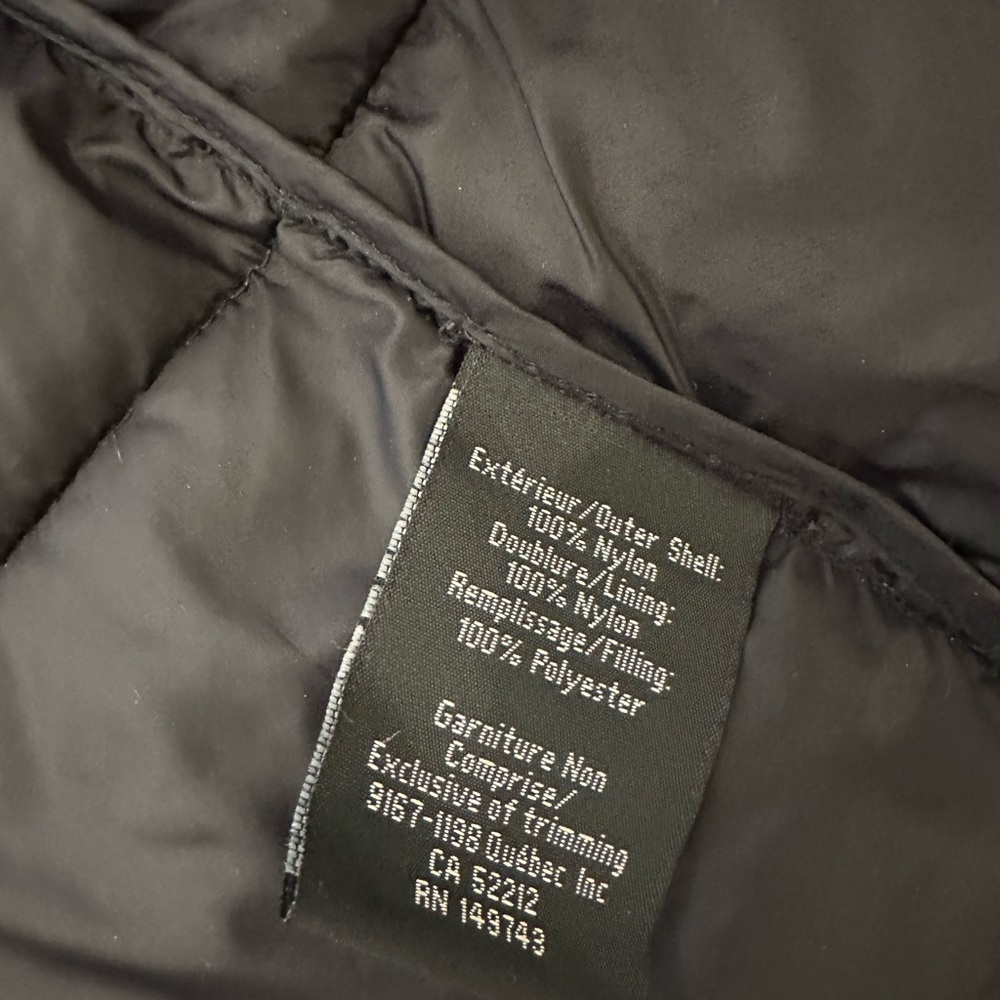 Extérieur/Outer Shell:
100% Nylon
Doublure/Lining:
100% Nylon
Remplissage/Filling:
100% Polyester
Garniture Non
Comprise/
Exclusive of trimming
9167-1198 Québec Inc
CA 52212
RN 149743